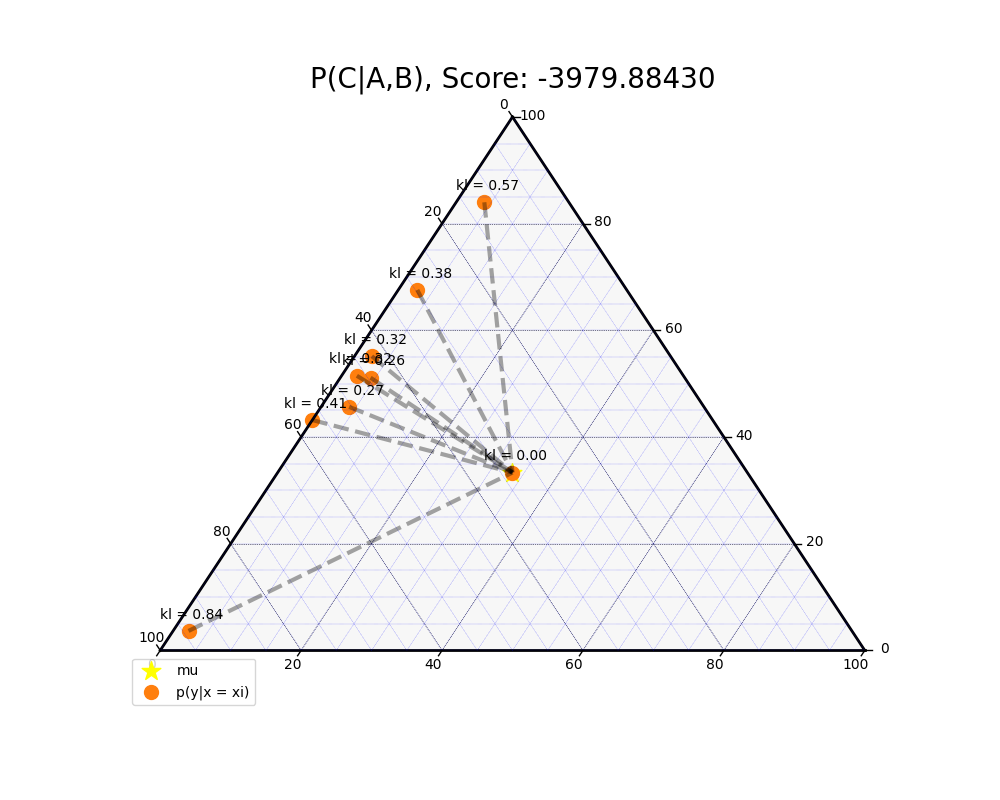 P(C|A,B), Score: -3979.88430
0
100
kl = 0.57
20
80
kl = 0.38
40
60
kl = 0.32
kl = 0.26
kl = 0.27
kl = 0.41
60
40
kl = 0.00
80
20
kl = 0.84
100
0
20
40
60
80
100
0
mu
p(y|x = xi)